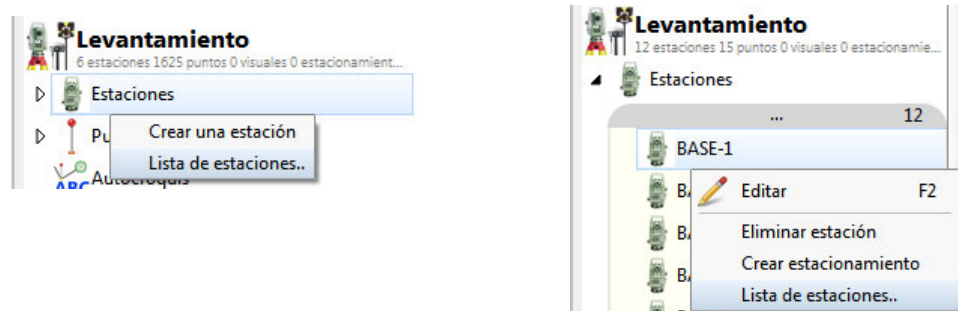 Levantamiento
6 estaciones 1625 puntos 0 visuales 0 estacionamient...
Estaciones
Crear una estación
Lista de estaciones..
ABC
Levantamiento
12 estaciones 15 puntos 0 visuales 0 estacionamie...
Estaciones
... 12
BASE-1
Editar F2
Eliminar estación
Crear estacionamiento
Lista de estaciones..